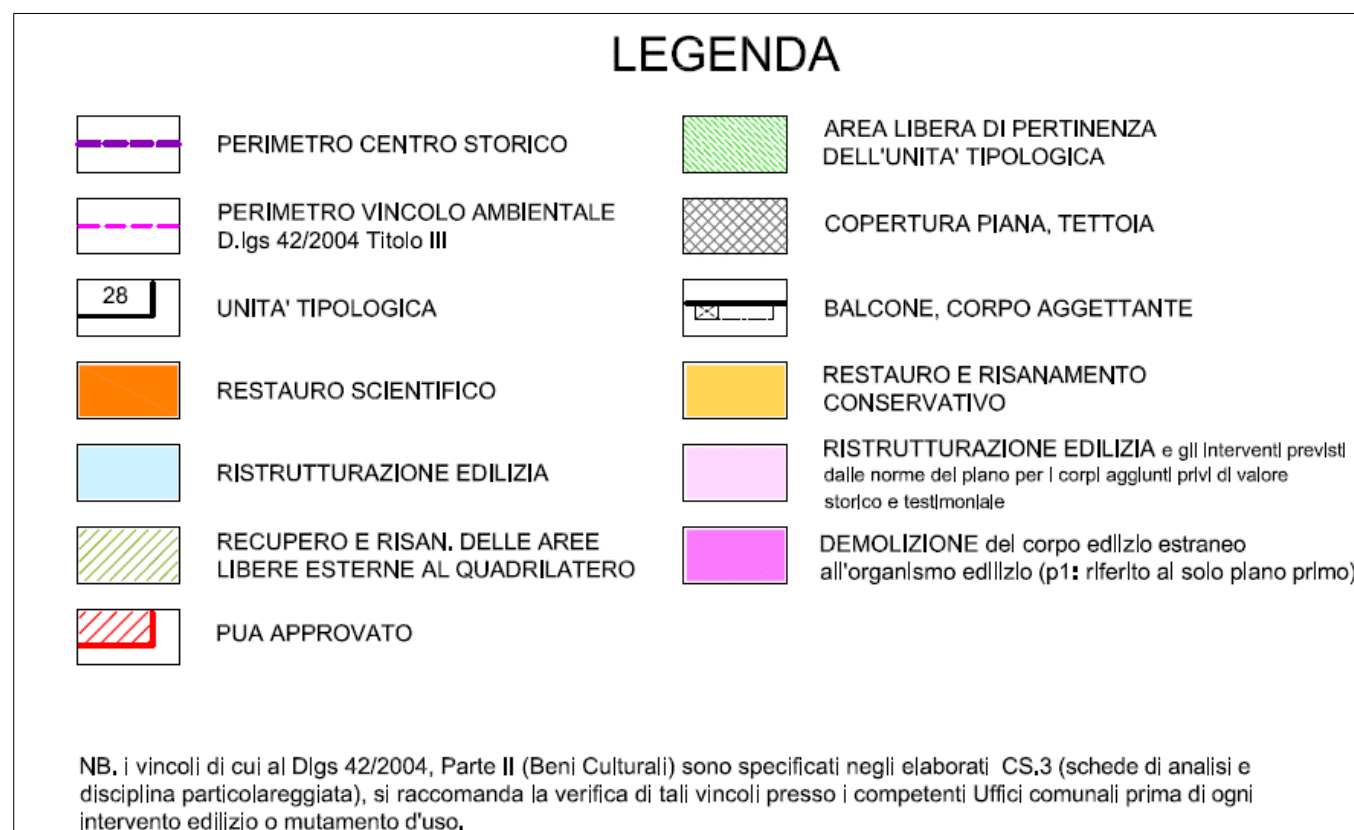 LEGENDA
PERIMETRO CENTRO STORICO
PERIMETRO VINCOLO AMBIENTALE
D.lgs 42/2004 Titolo III
28
UNITA' TIPOLOGICA
RESTAURO SCIENTIFICO
RISTRUTTURAZIONE EDILIZIA
RECUPERO E RISAN. DELLE AREE
LIBERE ESTERNE AL QUADRILATERO
PUA APPROVATO
AREA LIBERA DI PERTINENZA
DELL'UNITA' TIPOLOGICA
COPERTURA PIANA, TETTOIA
BALCONE, CORPO AGGETTANTE
RESTAURO E RISANAMENTO
CONSERVATIVO
RISTRUTTURAZIONE EDILIZIA e gli interventi previsti
dalle norme del piano per i corpi aggiunti privi di valore
storico e testimoniale
DEMOLIZIONE del corpo edilzio estraneo
all'organismo edilizio (p1: riferito al solo piano primo)
NB. i vincoli di cui al Dlgs 42/2004, Parte II (Beni Culturali) sono specificati negli elaborati CS.3 (schede di analisi e
disciplina particolareggiata), si raccomanda la verifica di tali vincoli presso i competenti Uffici comunali prima di ogni
intervento edilizio o mutamento d'uso.